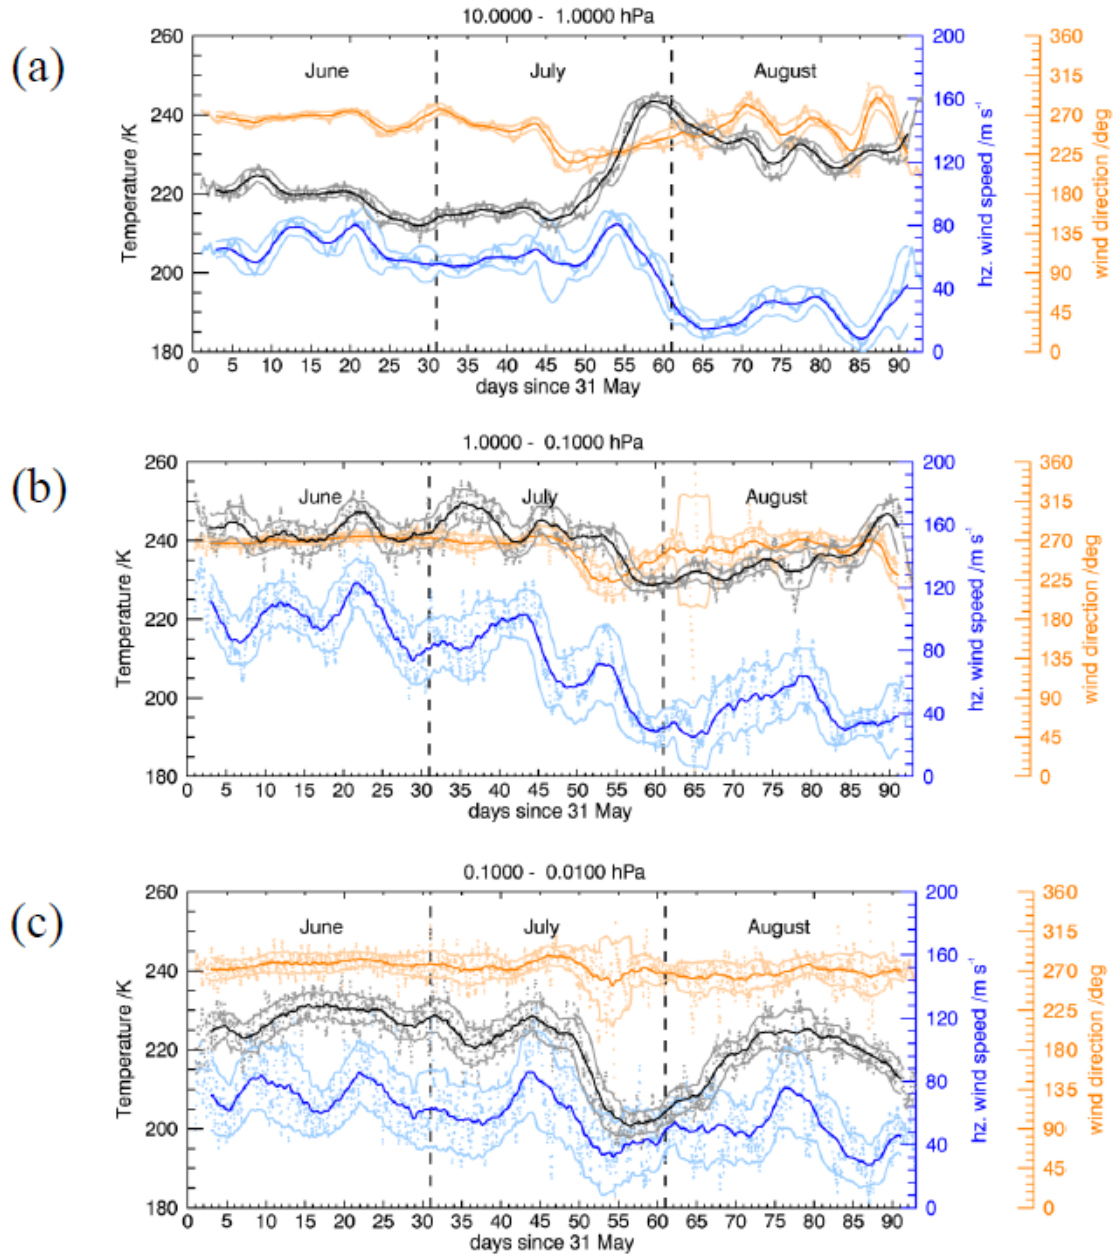 10.0000 - 1.0000 hPa
(a)
260 200 360
June July August
240 160 315
270
220 120 225
180
200 80 135
40 90
45
180 0 0
Temperature /K
hz. wind speed /m s⁻¹
wind direction /deg
0 5 10 15 20 25 30 35 40 45 50 55 60 65 70 75 80 85 90
days since 31 May
1.0000 - 0.1000 hPa
(b)
260 200 360
June July August
240 160 315
270
220 120 225
180
200 80 135
40 90
45
180 0 0
Temperature /K
hz. wind speed /m s⁻¹
wind direction /deg
0 5 10 15 20 25 30 35 40 45 50 55 60 65 70 75 80 85 90
days since 31 May
0.1000 - 0.0100 hPa
(c)
260 200 360
June July August
240 160 315
270
220 120 225
180
200 80 135
40 90
45
180 0 0
Temperature /K
hz. wind speed /m s⁻¹
wind direction /deg
0 5 10 15 20 25 30 35 40 45 50 55 60 65 70 75 80 85 90
days since 31 May